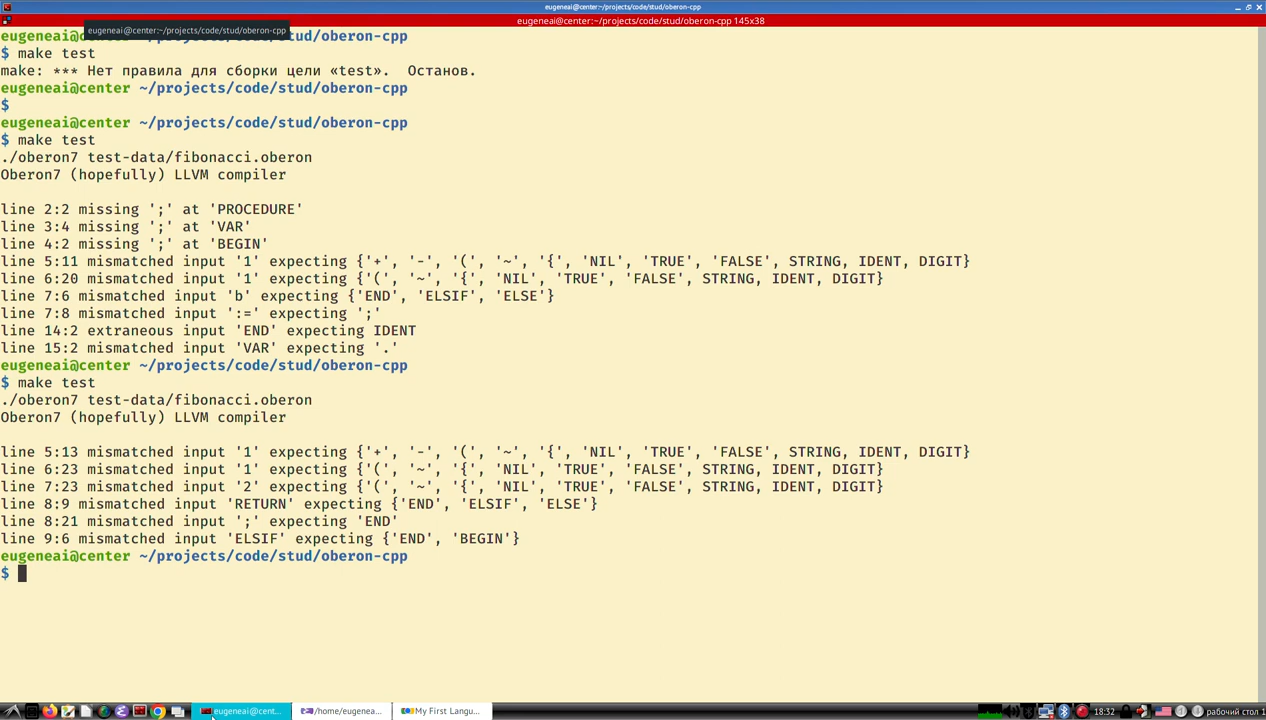 eugeneai@center:~/projects/code/stud/oberon-cpp
eugeneai@center:~/projects/code/stud/oberon-cpp 145x38
eugeneai@center:~/projects/code/stud/oberon-cpp
eugeneai@center ~/projects/code/stud/oberon-cpp
$ make test
make: *** Нет правила для сборки цели «test».  Останов.
eugeneai@center ~/projects/code/stud/oberon-cpp
$
eugeneai@center ~/projects/code/stud/oberon-cpp
$ make test
./oberon7 test-data/fibonacci.oberon
Oberon7 (hopefully) LLVM compiler
line 2:2 missing ';' at 'PROCEDURE'
line 3:4 missing ';' at 'VAR'
line 4:2 missing ';' at 'BEGIN'
line 5:11 mismatched input '1' expecting {'+', '-', '(', '~', '{', 'NIL', 'TRUE', 'FALSE', STRING, IDENT, DIGIT}
line 6:20 mismatched input '1' expecting {'(', '~', '{', 'NIL', 'TRUE', 'FALSE', STRING, IDENT, DIGIT}
line 7:6 mismatched input 'b' expecting {'END', 'ELSIF', 'ELSE'}
line 7:8 mismatched input ':=' expecting ';'
line 14:2 extraneous input 'END' expecting IDENT
line 15:2 mismatched input 'VAR' expecting '.'
eugeneai@center ~/projects/code/stud/oberon-cpp
$ make test
./oberon7 test-data/fibonacci.oberon
Oberon7 (hopefully) LLVM compiler
line 5:13 mismatched input '1' expecting {'+', '-', '(', '~', '{', 'NIL', 'TRUE', 'FALSE', STRING, IDENT, DIGIT}
line 6:23 mismatched input '1' expecting {'(', '~', '{', 'NIL', 'TRUE', 'FALSE', STRING, IDENT, DIGIT}
line 7:23 mismatched input '2' expecting {'(', '~', '{', 'NIL', 'TRUE', 'FALSE', STRING, IDENT, DIGIT}
line 8:9 mismatched input 'RETURN' expecting {'END', 'ELSIF', 'ELSE'}
line 8:21 mismatched input ';' expecting 'END'
line 9:6 mismatched input 'ELSIF' expecting {'END', 'BEGIN'}
eugeneai@center ~/projects/code/stud/oberon-cpp
$
eugeneai@cent... /home/eugenea... My First Langu... 18:32 рабочий стол 1